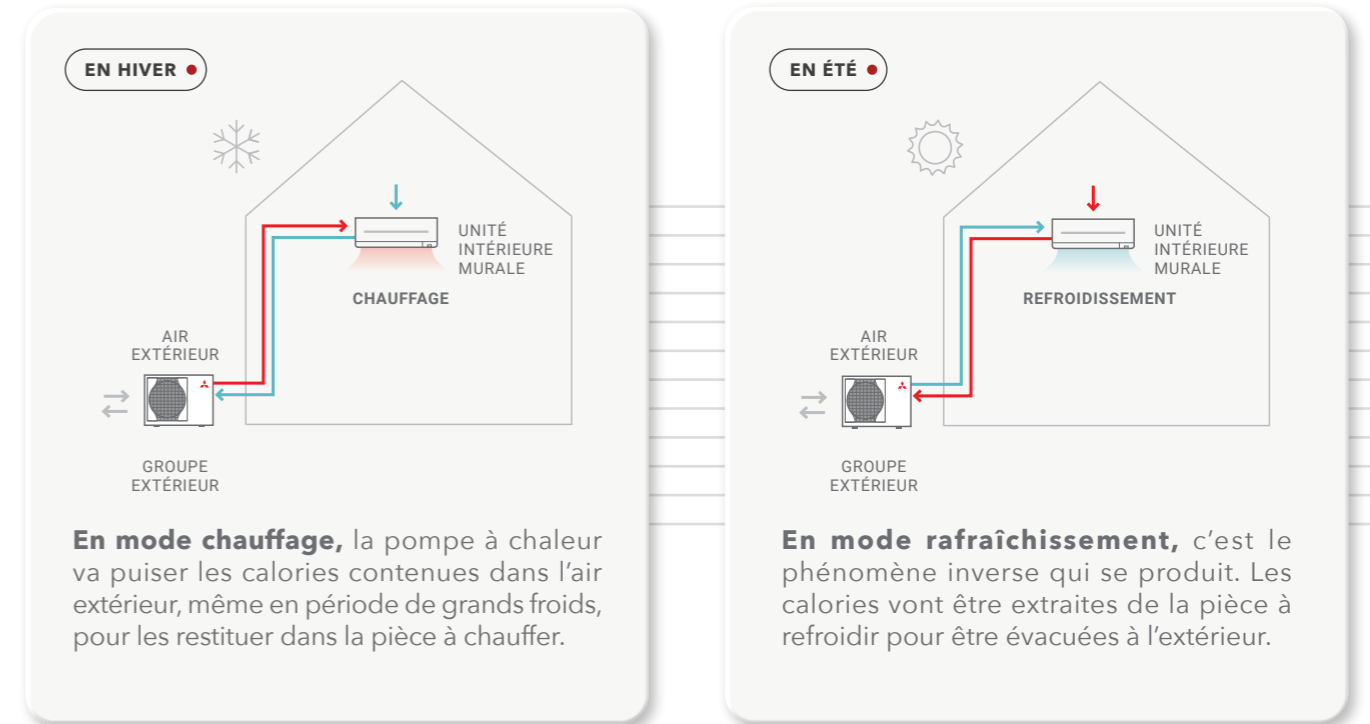 EN HIVER
UNITÉ
INTÉRIEURE
MURALE
CHAUFFAGE
AIR
EXTÉRIEUR
GROUPE
EXTÉRIEUR
En mode chauffage, la pompe à chaleur
va puiser les calories contenues dans l’air
extérieur, même en période de grands froids,
pour les restituer dans la pièce à chauffer.
EN ÉTÉ
UNITÉ
INTÉRIEURE
MURALE
REFROIDISSEMENT
AIR
EXTÉRIEUR
GROUPE
EXTÉRIEUR
En mode rafraîchissement, c’est le
phénomène inverse qui se produit. Les
calories vont être extraites de la pièce à
refroidir pour être évacuées à l’extérieur.